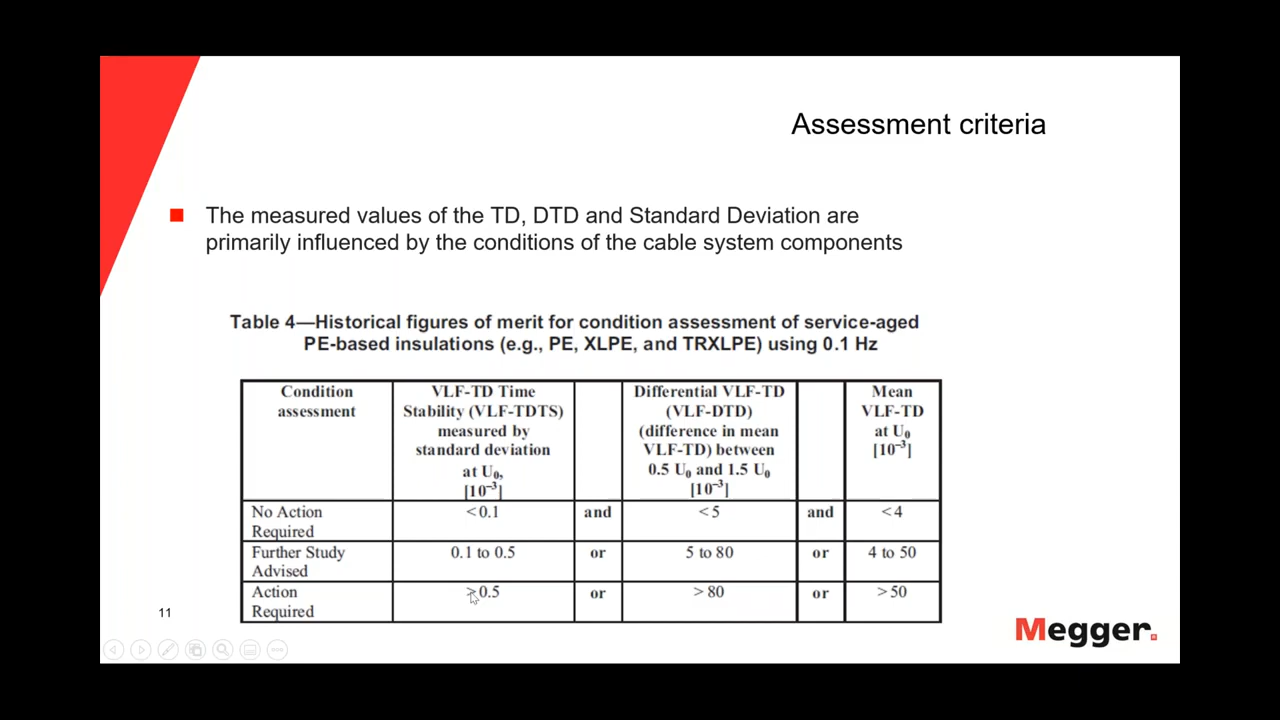 Assessment criteria
■ The measured values of the TD, DTD and Standard Deviation are
primarily influenced by the conditions of the cable system components
Table 4—Historical figures of merit for condition assessment of service-aged
PE-based insulations (e.g., PE, XLPE, and TRXLPE) using 0.1 Hz
Condition assessment | VLF-TD Time Stability (VLF-TDTS) measured by standard deviation at U₀, [10⁻³] | | Differential VLF-TD (VLF-DTD) (difference in mean VLF-TD) between 0.5 U₀ and 1.5 U₀ [10⁻³] | | Mean VLF-TD at U₀ [10⁻³]
No Action Required | <0.1 | and | <5 | and | <4
Further Study Advised | 0.1 to 0.5 | or | 5 to 80 | or | 4 to 50
Action Required | >0.5 | or | >80 | or | >50
11
Megger.